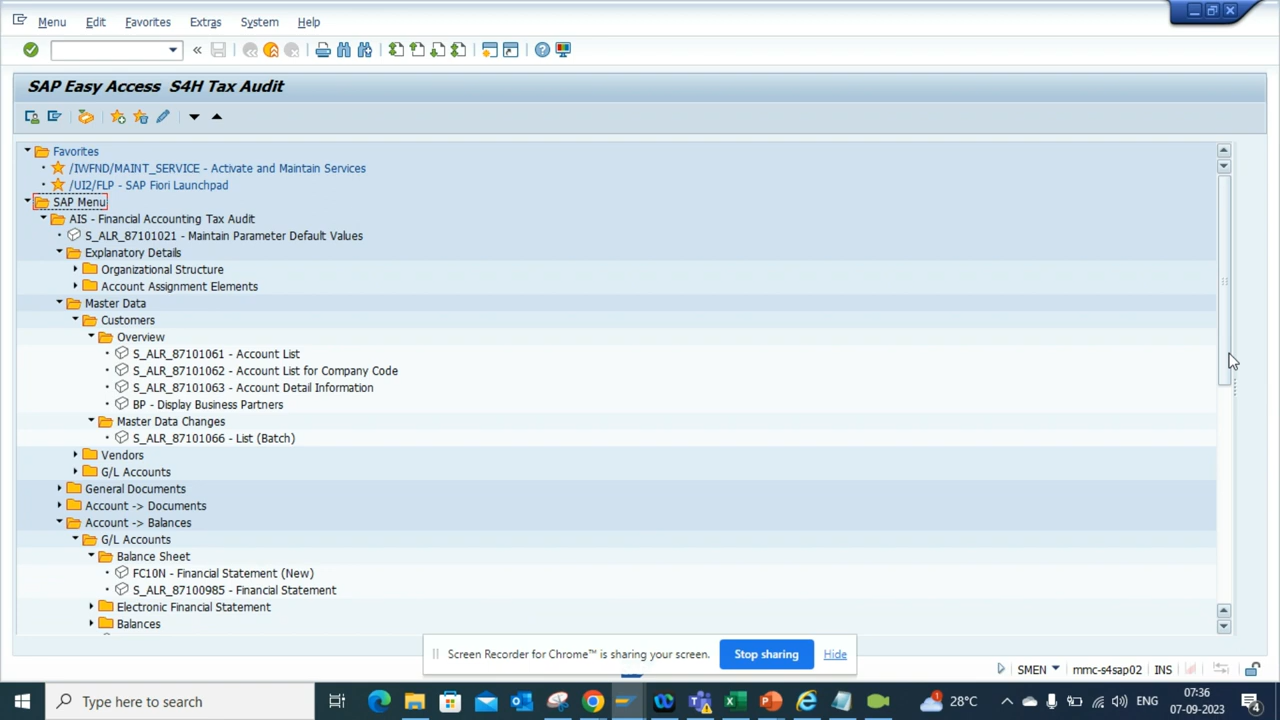 Menu Edit Favorites Extras System Help
SAP Easy Access S4H Tax Audit
Favorites
/IWFND/MAINT_SERVICE - Activate and Maintain Services
/UI2/FLP - SAP Fiori Launchpad
SAP Menu
AIS - Financial Accounting Tax Audit
S_ALR_87101021 - Maintain Parameter Default Values
Explanatory Details
Organizational Structure
Account Assignment Elements
Master Data
Customers
Overview
S_ALR_87101061 - Account List
S_ALR_87101062 - Account List for Company Code
S_ALR_87101063 - Account Detail Information
BP - Display Business Partners
Master Data Changes
S_ALR_87101066 - List (Batch)
Vendors
G/L Accounts
General Documents
Account -> Documents
Account -> Balances
G/L Accounts
Balance Sheet
FC10N - Financial Statement (New)
S_ALR_87100985 - Financial Statement
Electronic Financial Statement
Balances
Screen Recorder for Chrome™ is sharing your screen. Stop sharing Hide
SMEN mmc-s4sap02 INS
Type here to search
28°C
ENG
07:36
07-09-2023
4